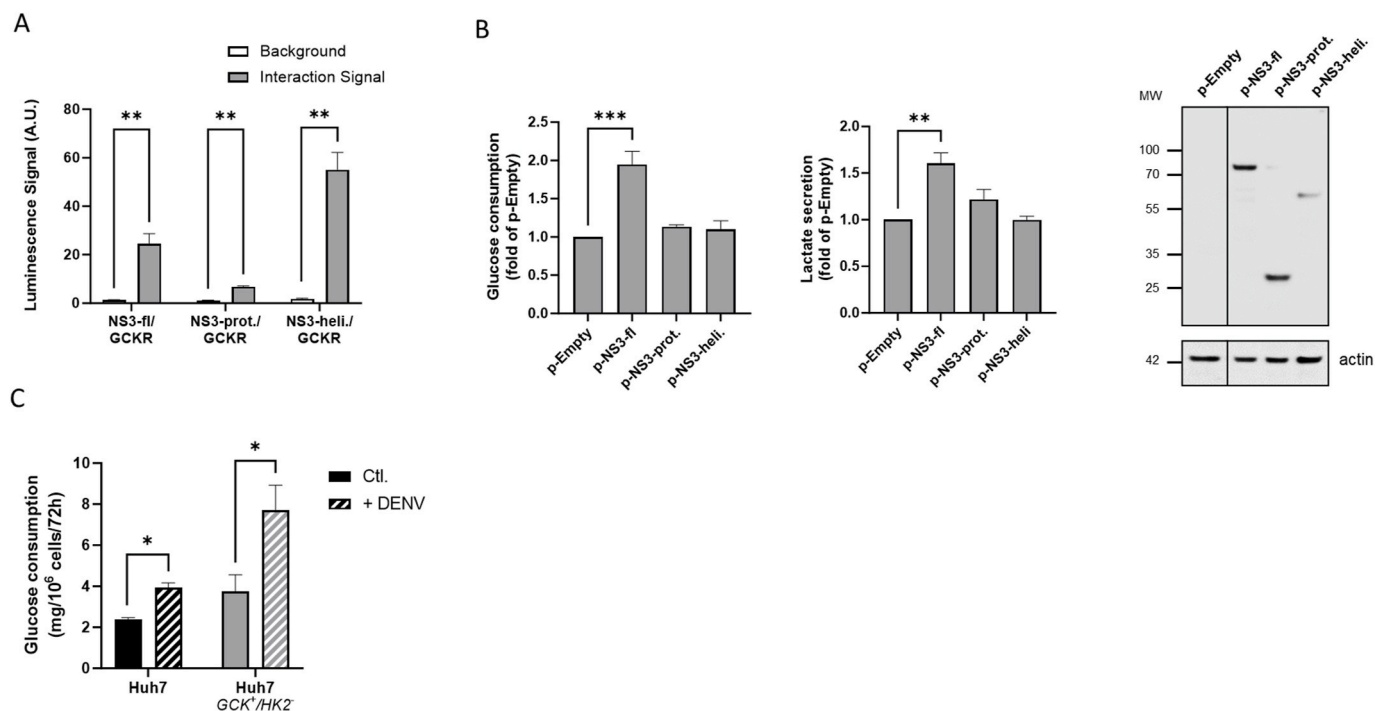 A
Background
Interaction Signal
Luminescence Signal (A.U.)
80
60
40
20
0
**
**
**
NS3-fl/
GCKR
NS3-prot./
GCKR
NS3-heli./
GCKR
B
Glucose consumption
(fold of p-Empty)
2.5
2.0
1.5
1.0
0.5
0.0
***
p-Empty
p-NS3-fl
p-NS3-prot.
p-NS3-heli.
Lactate secretion
(fold of p-Empty)
2.0
1.5
1.0
0.5
0.0
**
p-Empty
p-NS3-fl
p-NS3-prot.
p-NS3-heli.
p-Empty
p-NS3-fl
p-NS3-prot.
p-NS3-heli.
MW
100
70
55
35
25
42
actin
C
Glucose consumption
(mg/10⁶ cells/72h)
10
8
6
4
2
0
*
*
Ctl.
+ DENV
Huh7
Huh7
GCK⁺/HK2⁻